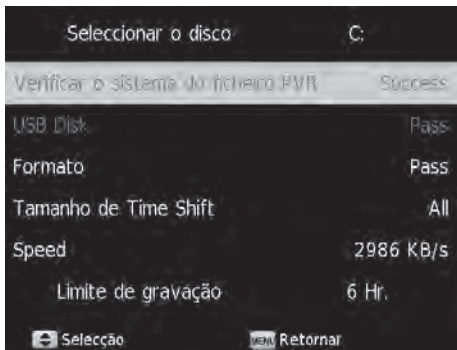 Seleccionar o disco C:
Verificar o sistema do ficheiro PVR Success
USB Disk Pass
Formato Pass
Tamanho de Time Shift All
Speed 2986 KB/s
Limite de gravação 6 Hr.
Selecção MENU Retornar